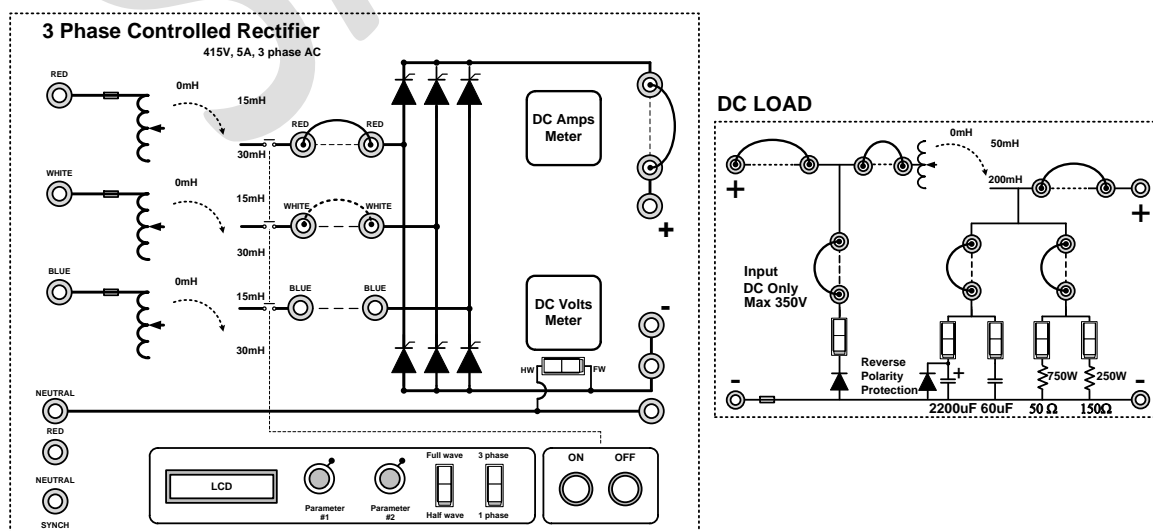 3 Phase Controlled Rectifier
415V, 5A, 3 phase AC
RED
0mH
15mH
30mH
RED RED
WHITE
0mH
15mH
30mH
WHITE WHITE
BLUE
0mH
15mH
30mH
BLUE BLUE
DC Amps
Meter
+
DC Volts
Meter
-
HW FW
NEUTRAL
RED
NEUTRAL
SYNCH
LCD
Parameter
#1
Parameter
#2
Full wave
Half wave
3 phase
1 phase
ON OFF
DC LOAD
0mH
50mH
200mH
+
+
Input
DC Only
Max 350V
Reverse
Polarity
Protection
+
750W 250W
- -
2200uF 60uF 50 Ω 150Ω